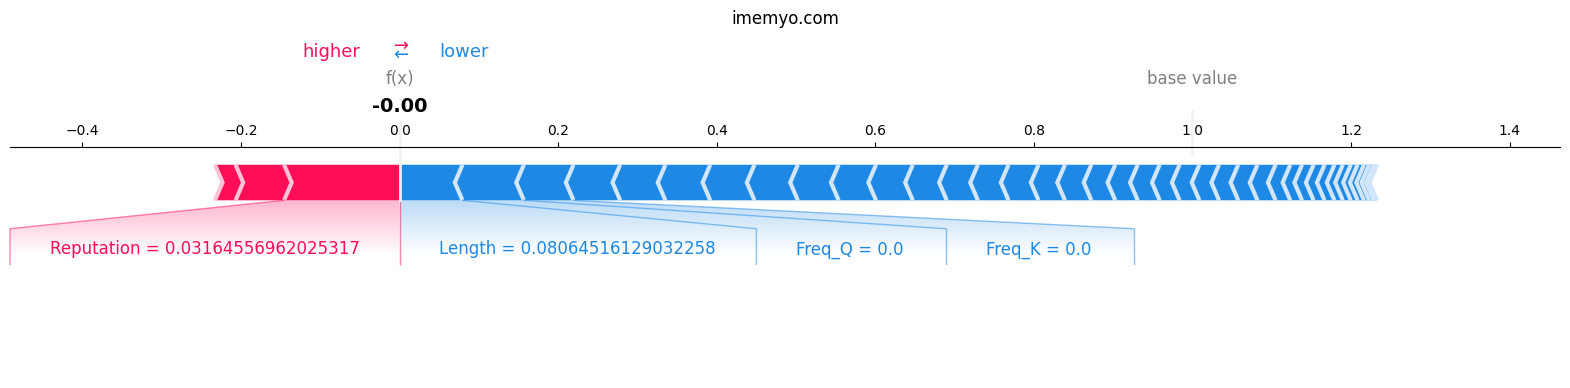 imemyo.com
higher ⇄ lower
f(x) base value
-0.00
−0.4 −0.2 0.0 0.2 0.4 0.6 0.8 1.0 1.2 1.4
Reputation = 0.03164556962025317 Length = 0.08064516129032258 Freq_Q = 0.0 Freq_K = 0.0